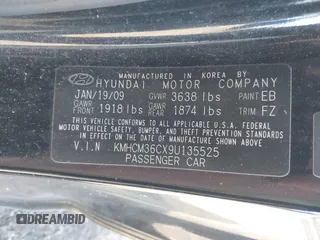 MANUFACTURED IN KOREA BY
HYUNDAI MOTOR COMPANY
JAN/19/09 GVWR 3638 lbs PAINT EB
GAWR FRONT 1918 lbs GAWR REAR 1874 lbs TRIM FZ
THIS VEHICLE CONFORMS TO ALL APPLICABLE U.S.A. FEDERAL
MOTOR VEHICLE SAFETY, BUMPER, AND THEFT PREVENTION STANDARDS
IN EFFECT ON THE DATE OF MANUFACTURE SHOWN ABOVE.
V.I.N KMHCM36CX9U135525
PASSENGER CAR
DREAMBID